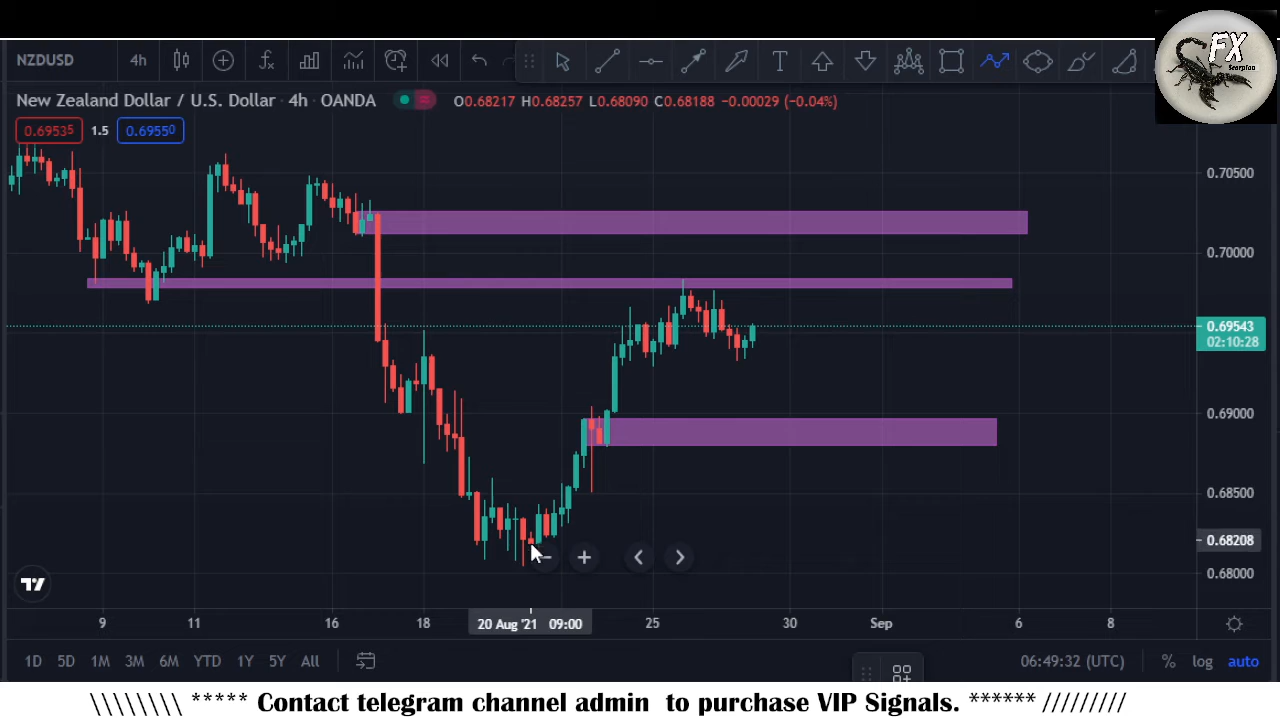 FX
Scorpion
NZDUSD 4h
New Zealand Dollar / U.S. Dollar · 4h · OANDA O0.68217 H0.68257 L0.68090 C0.68188 −0.00029 (−0.04%)
0.69535 1.5 0.69550
0.70500
0.70000
0.69543
02:10:28
0.69000
0.68500
0.68208
0.68000
9 11 16 18 20 Aug '21 09:00 25 30 Sep 6 8
1D 5D 1M 3M 6M YTD 1Y 5Y All 06:49:32 (UTC) % log auto
\\\\\\\\ ***** Contact telegram channel admin to purchase VIP Signals. ****** /////////